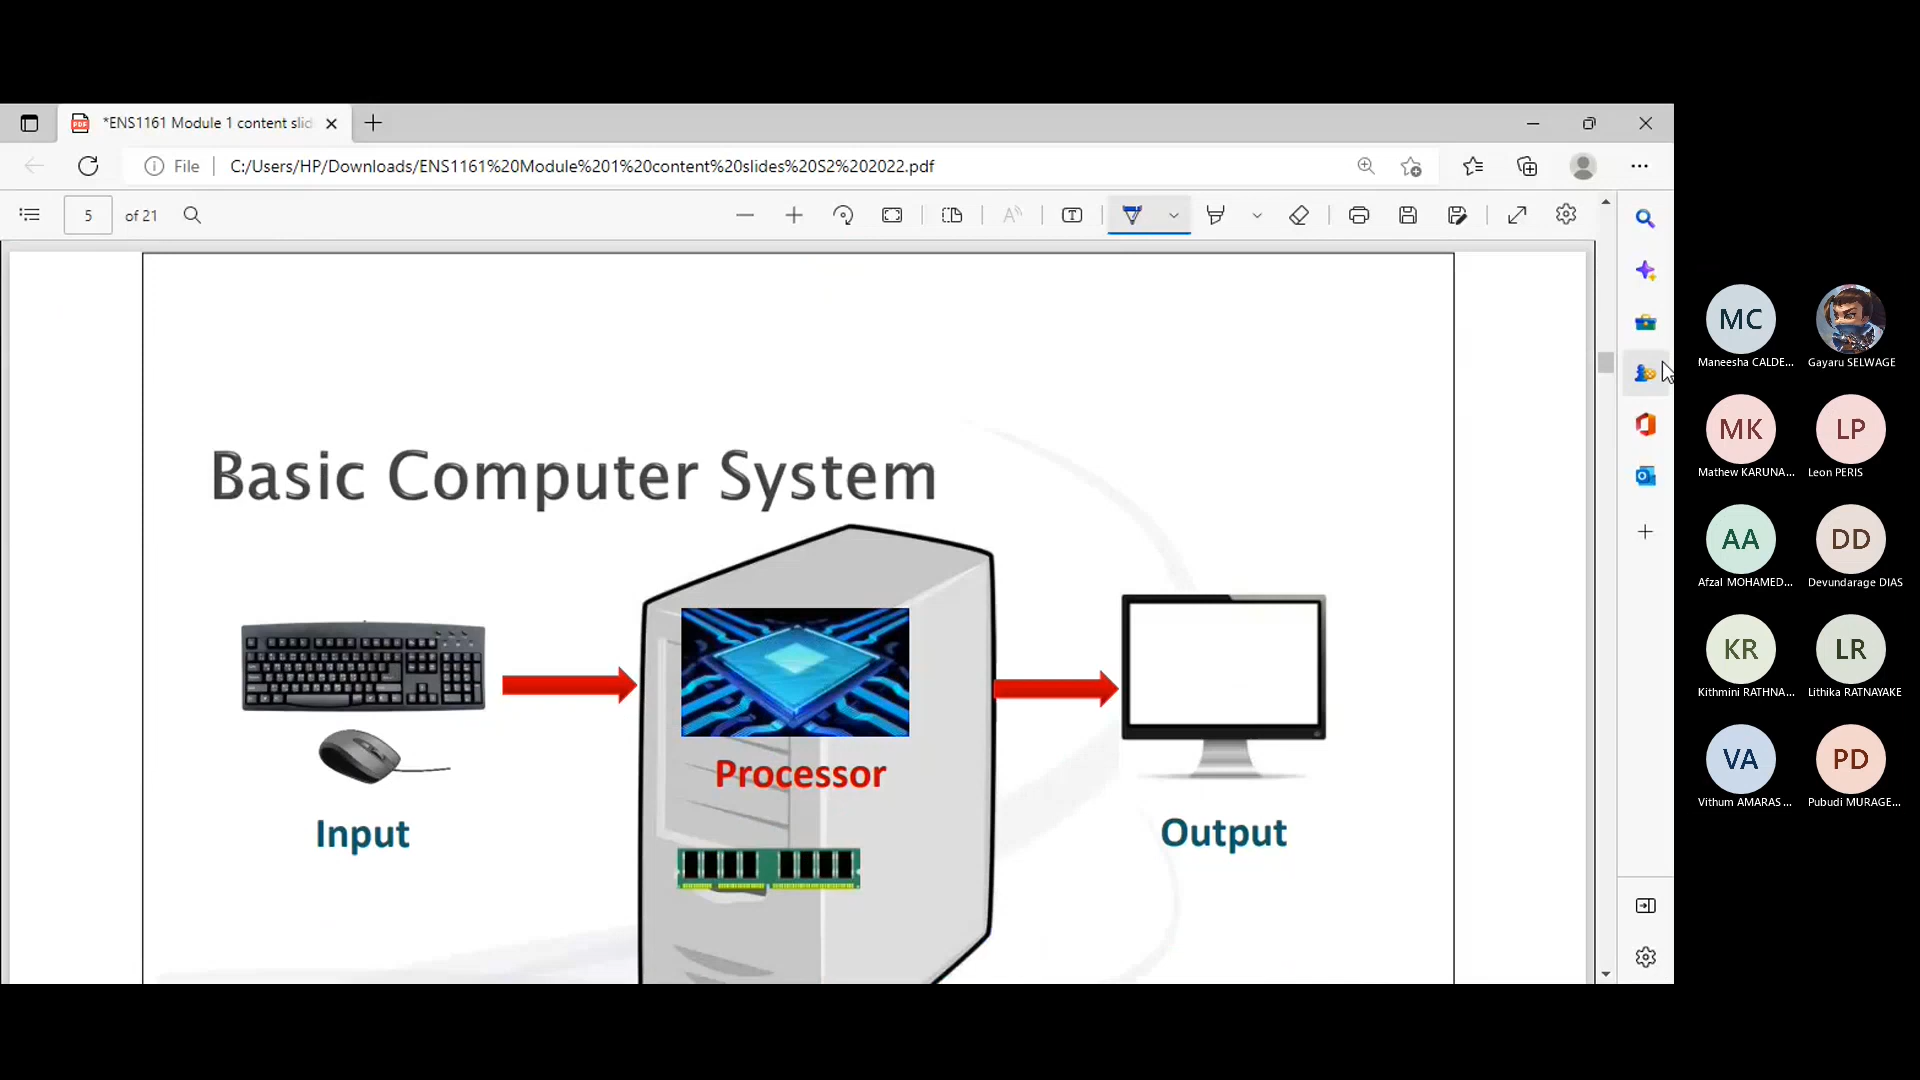 *ENS1161 Module 1 content slid
File
C:/Users/HP/Downloads/ENS1161%20Module%201%20content%20slides%20S2%202022.pdf
5 of 21
Basic Computer System
Processor
Input
Output
MC
Maneesha CALDE...
Gayaru SELWAGE
MK
Mathew KARUNA...
LP
Leon PERIS
AA
Afzal MOHAMED...
DD
Devundarage DIAS
KR
Kithmini RATHNA...
LR
Lithika RATNAYAKE
VA
Vithum AMARAS...
PD
Pubudi MURAGE...